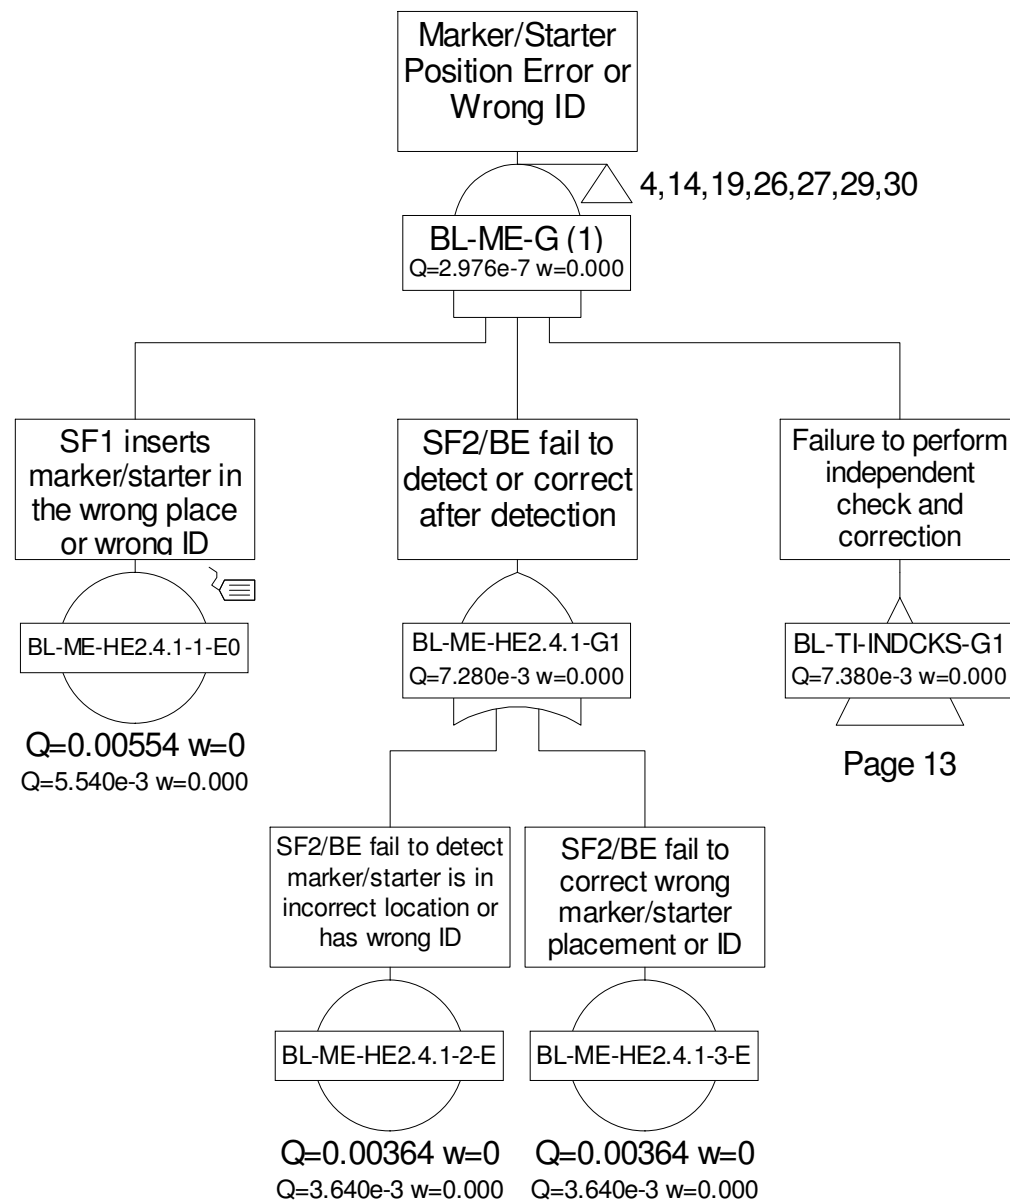 Marker/Starter
Position Error or
Wrong ID
4,14,19,26,27,29,30
BL-ME-G (1)
Q=2.976e-7 w=0.000
SF1 inserts
marker/starter in
the wrong place
or wrong ID
BL-ME-HE2.4.1-1-E0
Q=0.00554 w=0
Q=5.540e-3 w=0.000
SF2/BE fail to
detect or correct
after detection
BL-ME-HE2.4.1-G1
Q=7.280e-3 w=0.000
Failure to perform
independent
check and
correction
BL-TI-INDCKS-G1
Q=7.380e-3 w=0.000
Page 13
SF2/BE fail to detect
marker/starter is in
incorrect location or
has wrong ID
BL-ME-HE2.4.1-2-E
Q=0.00364 w=0
Q=3.640e-3 w=0.000
SF2/BE fail to
correct wrong
marker/starter
placement or ID
BL-ME-HE2.4.1-3-E
Q=0.00364 w=0
Q=3.640e-3 w=0.000